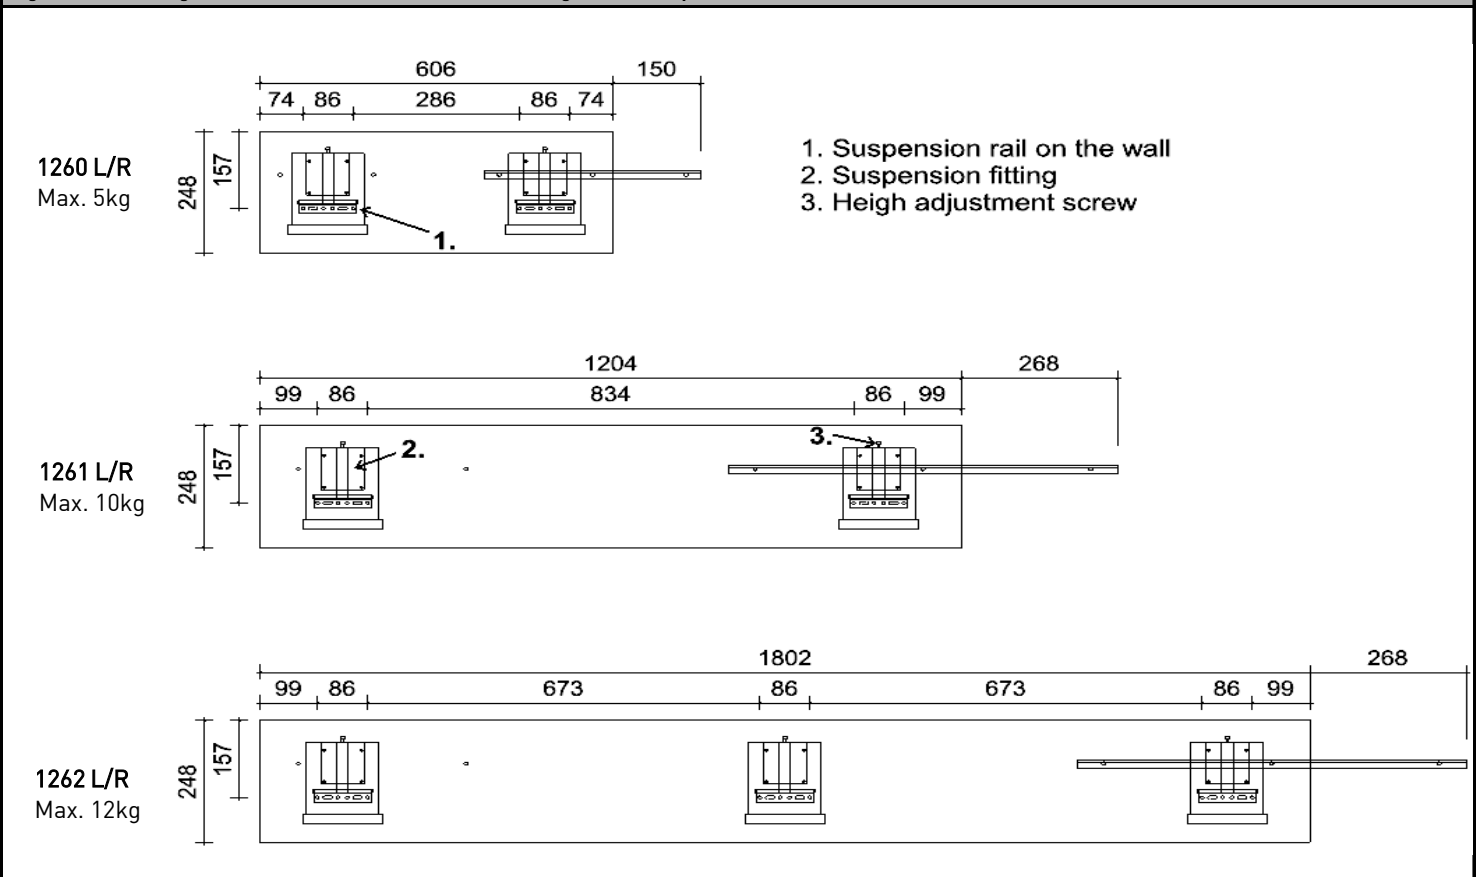 606 150
74 86 286 86 74
1260 L/R
Max. 5kg
248
157
1.
1. Suspension rail on the wall
2. Suspension fitting
3. Heigh adjustment screw
1204 268
99 86 834 86 99
1261 L/R
Max. 10kg
248
157
2.
3.
1802 268
99 86 673 86 673 86 99
1262 L/R
Max. 12kg
248
157